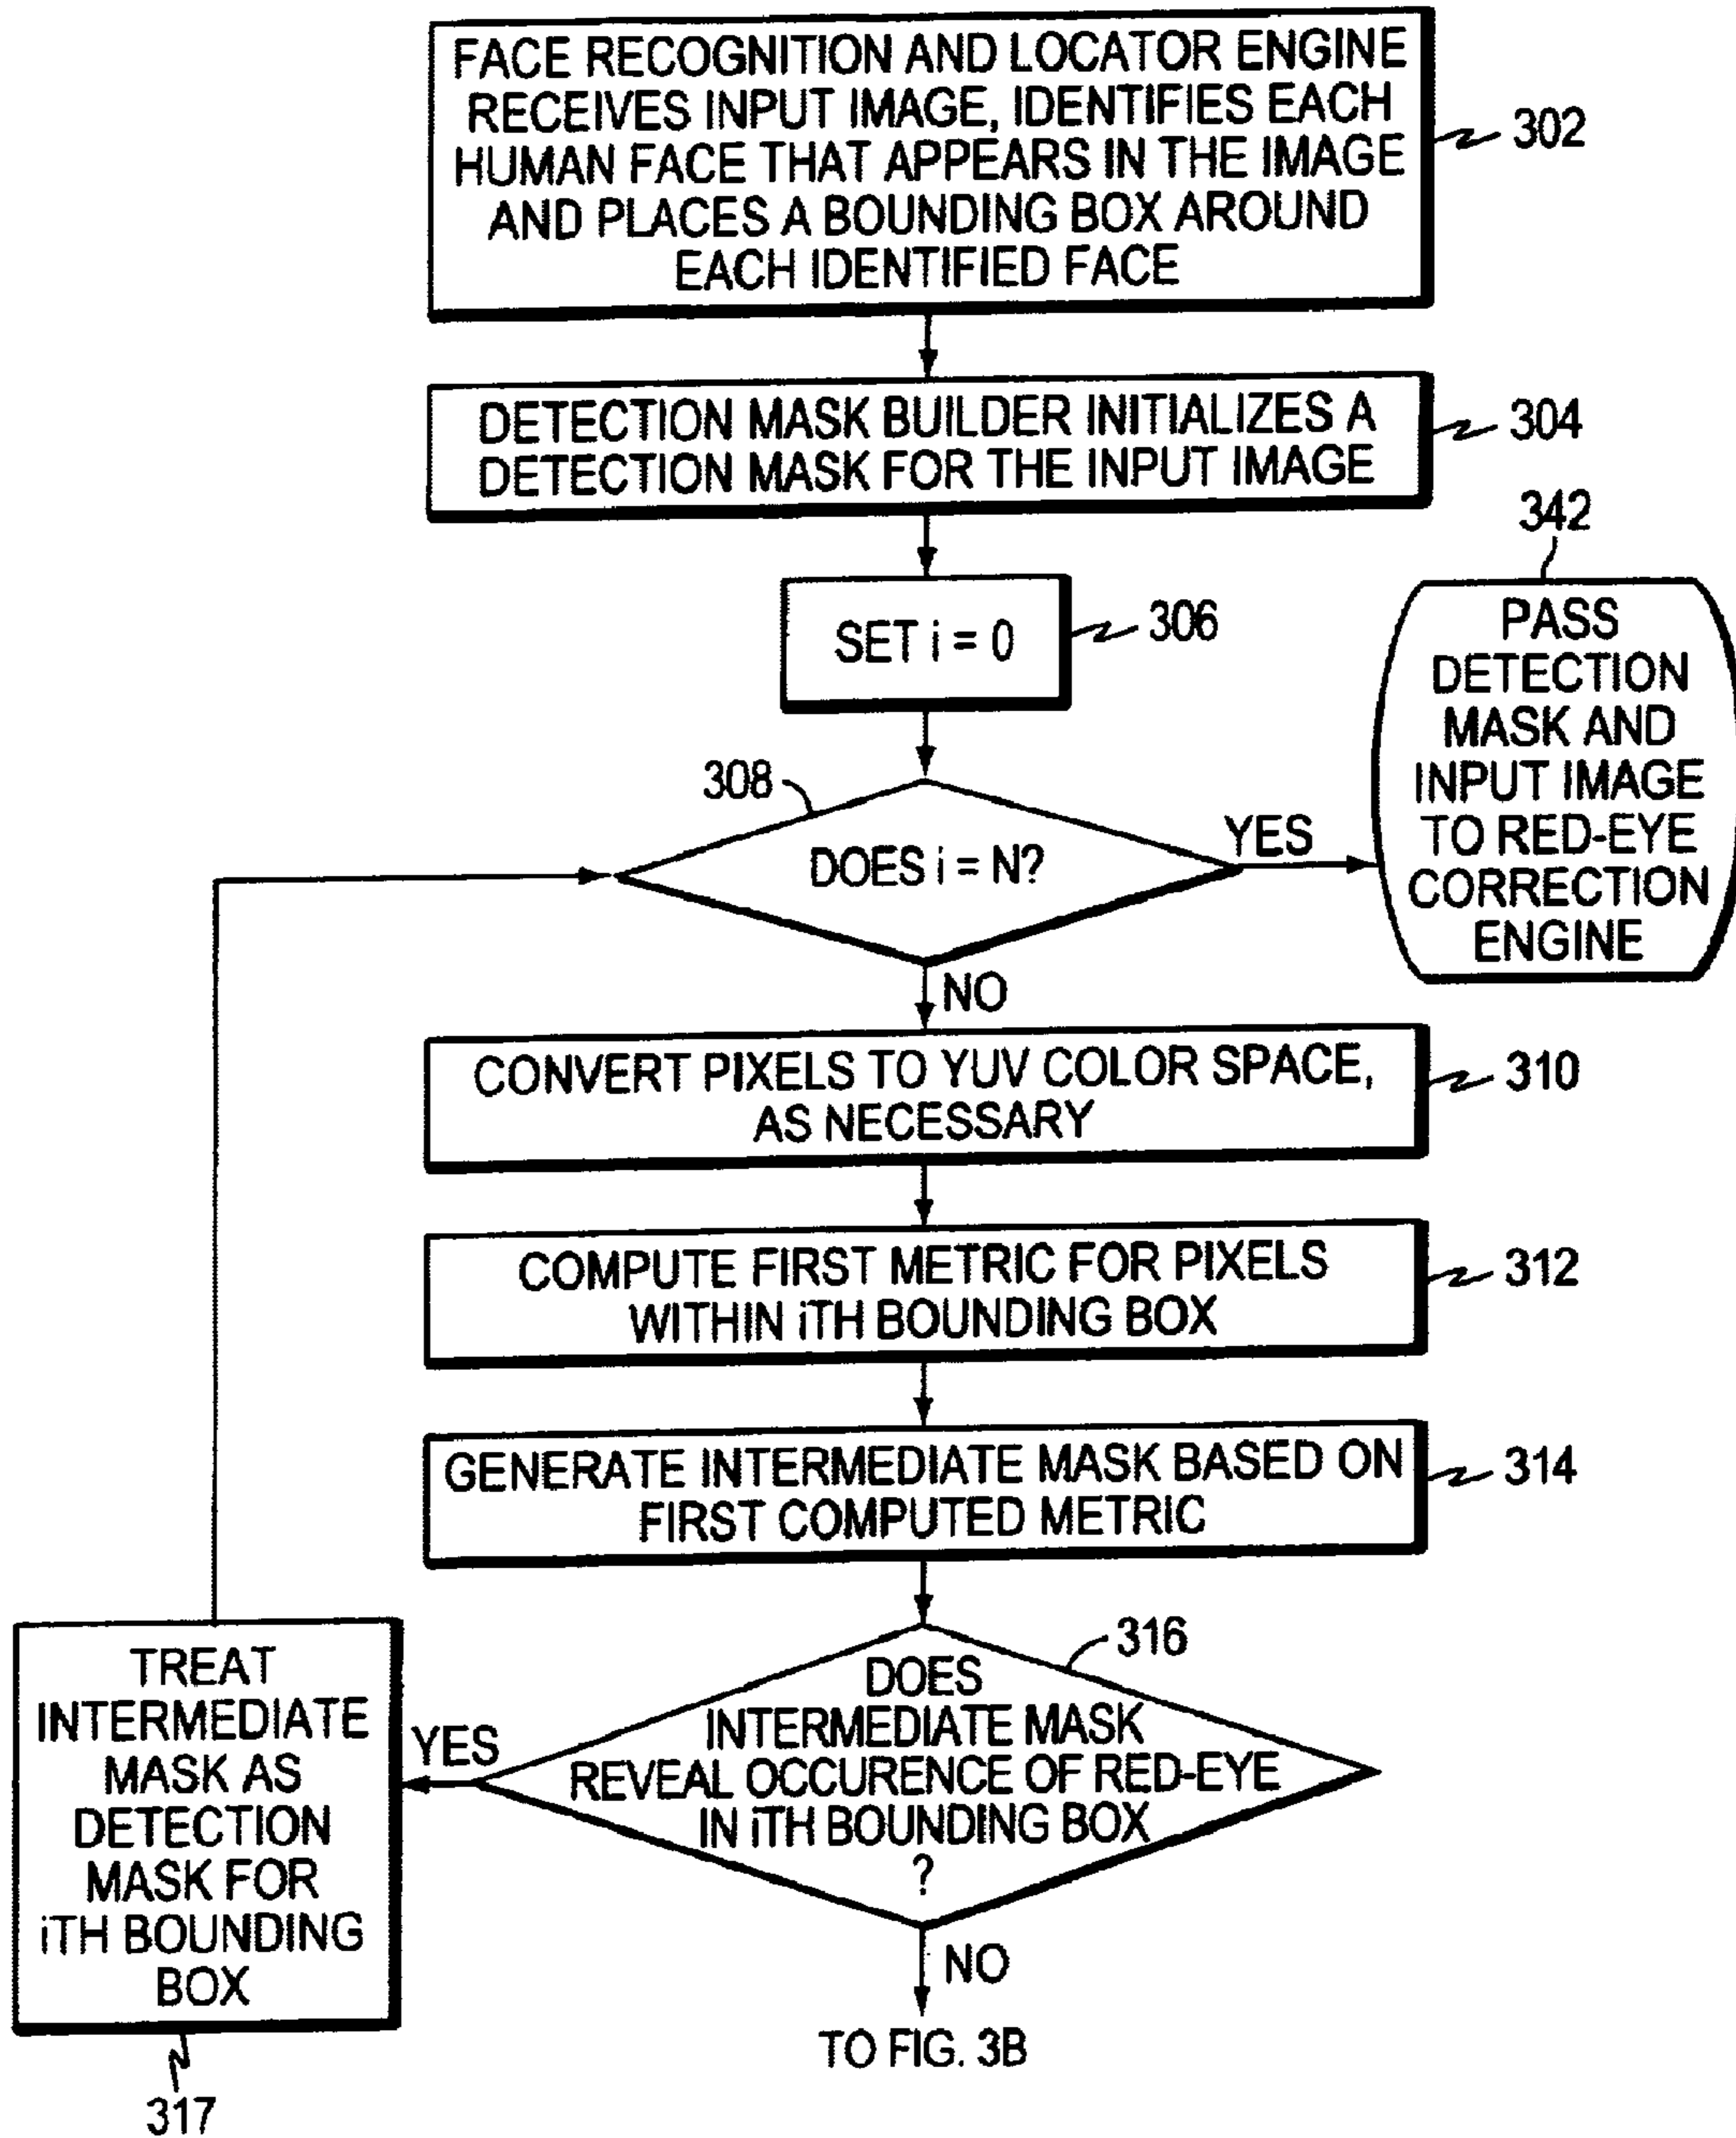 FACE RECOGNITION AND LOCATOR ENGINE
RECEIVES INPUT IMAGE, IDENTIFIES EACH
HUMAN FACE THAT APPEARS IN THE IMAGE
AND PLACES A BOUNDING BOX AROUND
EACH IDENTIFIED FACE
302
DETECTION MASK BUILDER INITIALIZES A
DETECTION MASK FOR THE INPUT IMAGE
304
SET i = 0
306
342
PASS
DETECTION
MASK AND
INPUT IMAGE
TO RED-EYE
CORRECTION
ENGINE
308
DOES i = N?
YES
NO
CONVERT PIXELS TO YUV COLOR SPACE,
AS NECESSARY
310
COMPUTE FIRST METRIC FOR PIXELS
WITHIN iTH BOUNDING BOX
312
GENERATE INTERMEDIATE MASK BASED ON
FIRST COMPUTED METRIC
314
316
DOES
INTERMEDIATE MASK
REVEAL OCCURENCE OF RED-EYE
IN iTH BOUNDING BOX
?
YES
TREAT
INTERMEDIATE
MASK AS
DETECTION
MASK FOR
iTH BOUNDING
BOX
317
NO
TO FIG. 3B